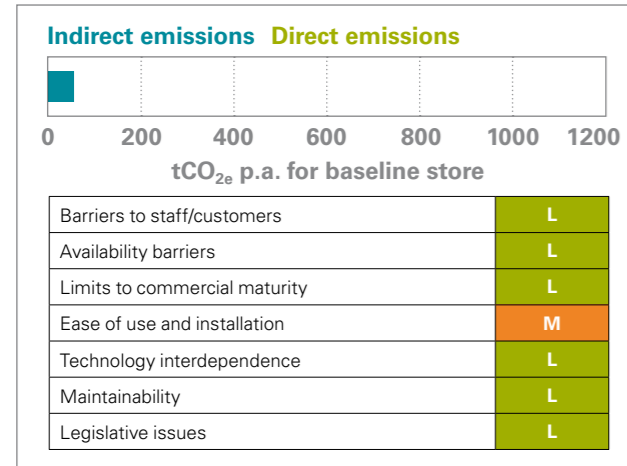 Indirect emissions Direct emissions
0 200 400 600 800 1000 1200
tCO2e p.a. for baseline store
Barriers to staff/customers L
Availability barriers L
Limits to commercial maturity L
Ease of use and installation M
Technology interdependence L
Maintainability L
Legislative issues L